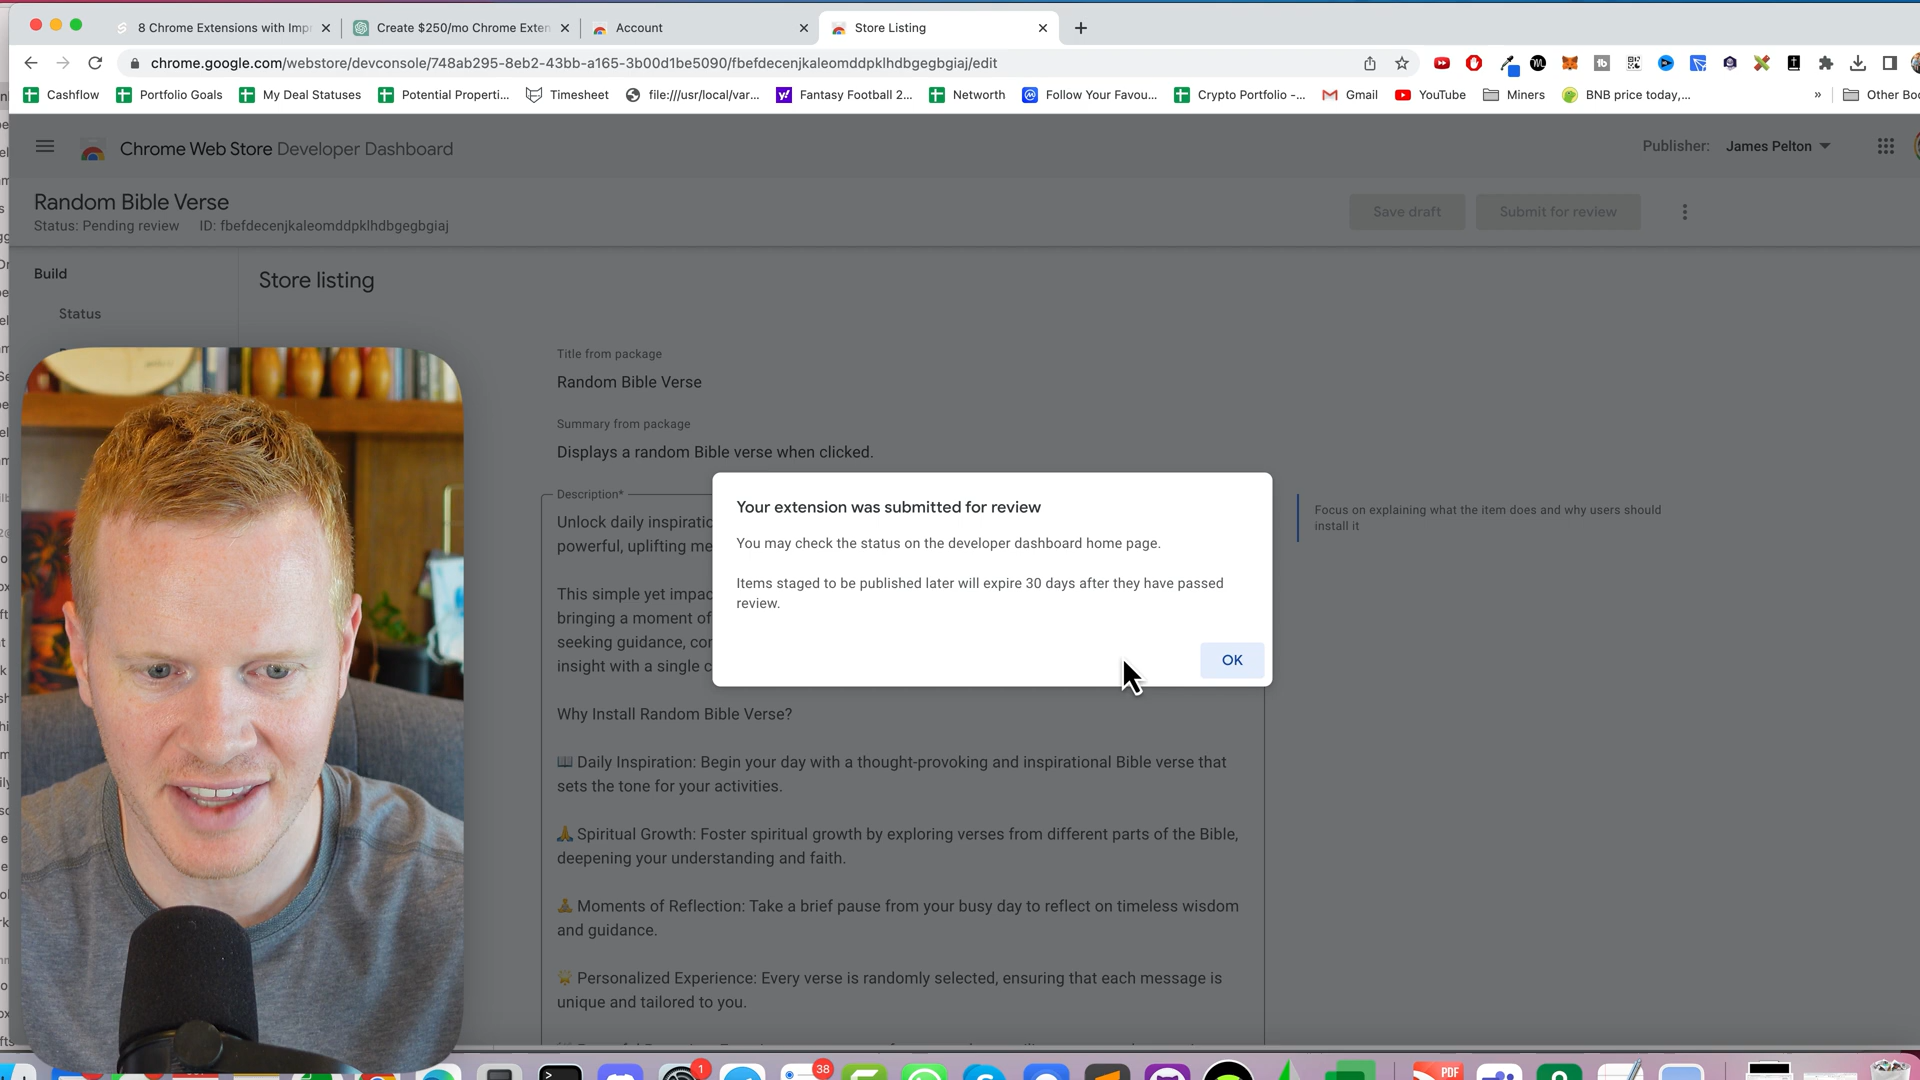 8 Chrome Extensions with Impr
Create $250/mo Chrome Exten
Account
Store Listing
chrome.google.com/webstore/devconsole/748ab295-8eb2-43bb-a165-3b00d1be5090/fbefdecenjkaleomddpklhdbgegbgiaj/edit
Cashflow
Portfolio Goals
My Deal Statuses
Potential Properti...
Timesheet
file:///usr/local/var...
Fantasy Football 2...
Networth
Follow Your Favou...
Crypto Portfolio -...
Gmail
YouTube
Miners
BNB price today,...
»
Other Boo
Chrome Web Store Developer Dashboard
Publisher: James Pelton
Random Bible Verse
Status: Pending review ID: fbefdecenjkaleomddpklhdbgegbgiaj
Save draft
Submit for review
Build
Status
Store listing
Title from package
Random Bible Verse
Summary from package
Displays a random Bible verse when clicked.
Description*
Unlock daily inspiratio
powerful, uplifting me
This simple yet impac
bringing a moment of
seeking guidance, con
insight with a single c
Your extension was submitted for review
You may check the status on the developer dashboard home page.
Items staged to be published later will expire 30 days after they have passed
review.
OK
Focus on explaining what the item does and why users should
install it
Why Install Random Bible Verse?
📖 Daily Inspiration: Begin your day with a thought-provoking and inspirational Bible verse that
sets the tone for your activities.
🙏 Spiritual Growth: Foster spiritual growth by exploring verses from different parts of the Bible,
deepening your understanding and faith.
🧘 Moments of Reflection: Take a brief pause from your busy day to reflect on timeless wisdom
and guidance.
🌟 Personalized Experience: Every verse is randomly selected, ensuring that each message is
unique and tailored to you.
1
38
PDF